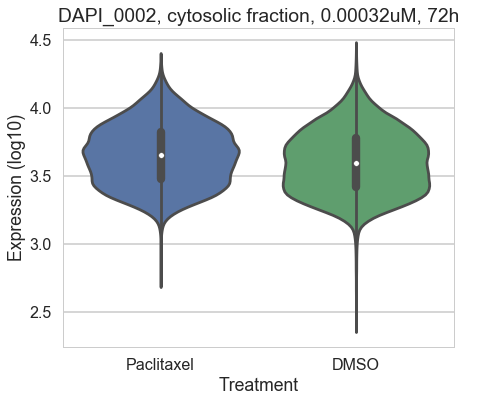 DAPI_0002, cytosolic fraction, 0.00032uM, 72h
4.5
4.0
3.5
3.0
2.5
Expression (log10)
Paclitaxel DMSO
Treatment